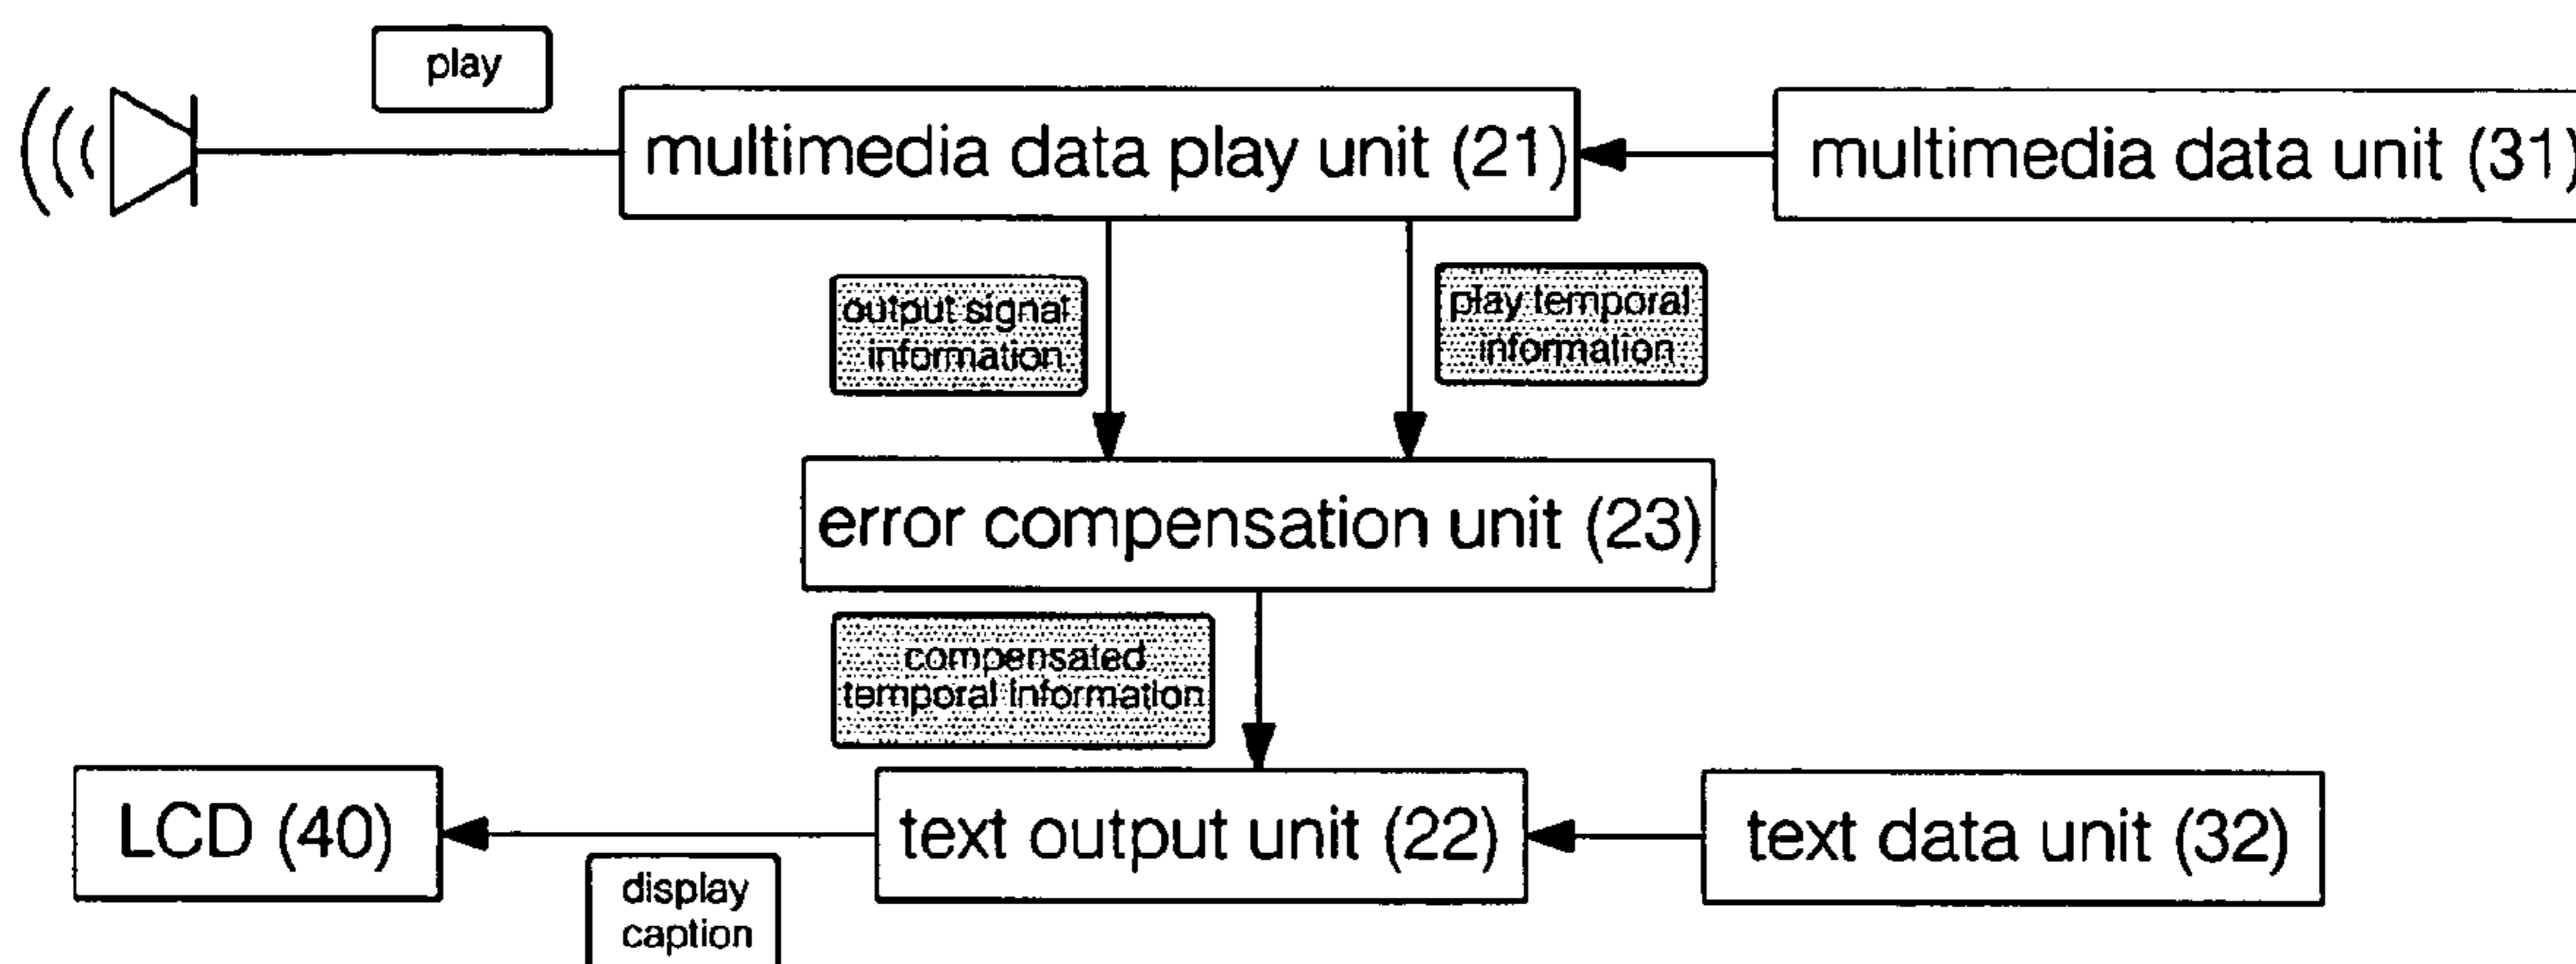 play
multimedia data play unit (21)
multimedia data unit (31)
output signal
information
play temporal
information
error compensation unit (23)
compensated
temporal information
LCD (40)
text output unit (22)
text data unit (32)
display
caption